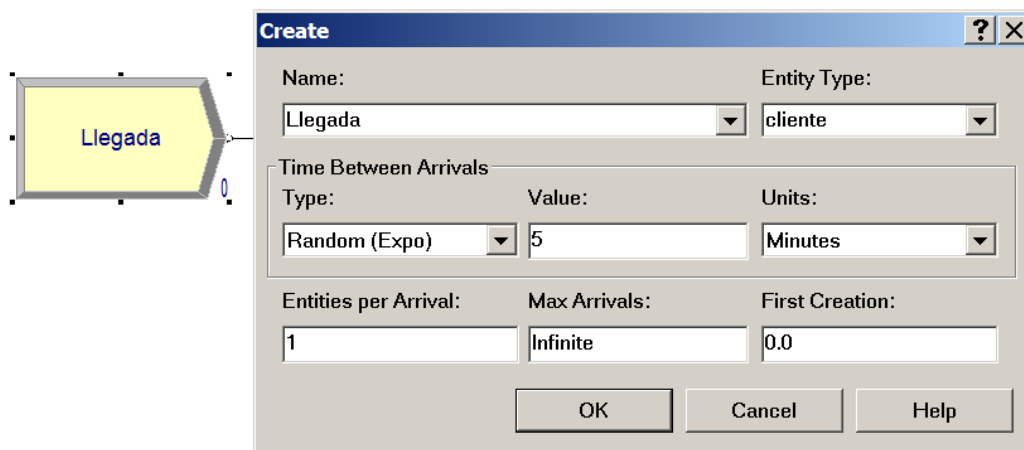 Create
Name: Entity Type:
Llegada cliente
Llegada
0
Time Between Arrivals
Type: Value: Units:
Random (Expo) 5 Minutes
Entities per Arrival: Max Arrivals: First Creation:
1 Infinite 0.0
OK Cancel Help